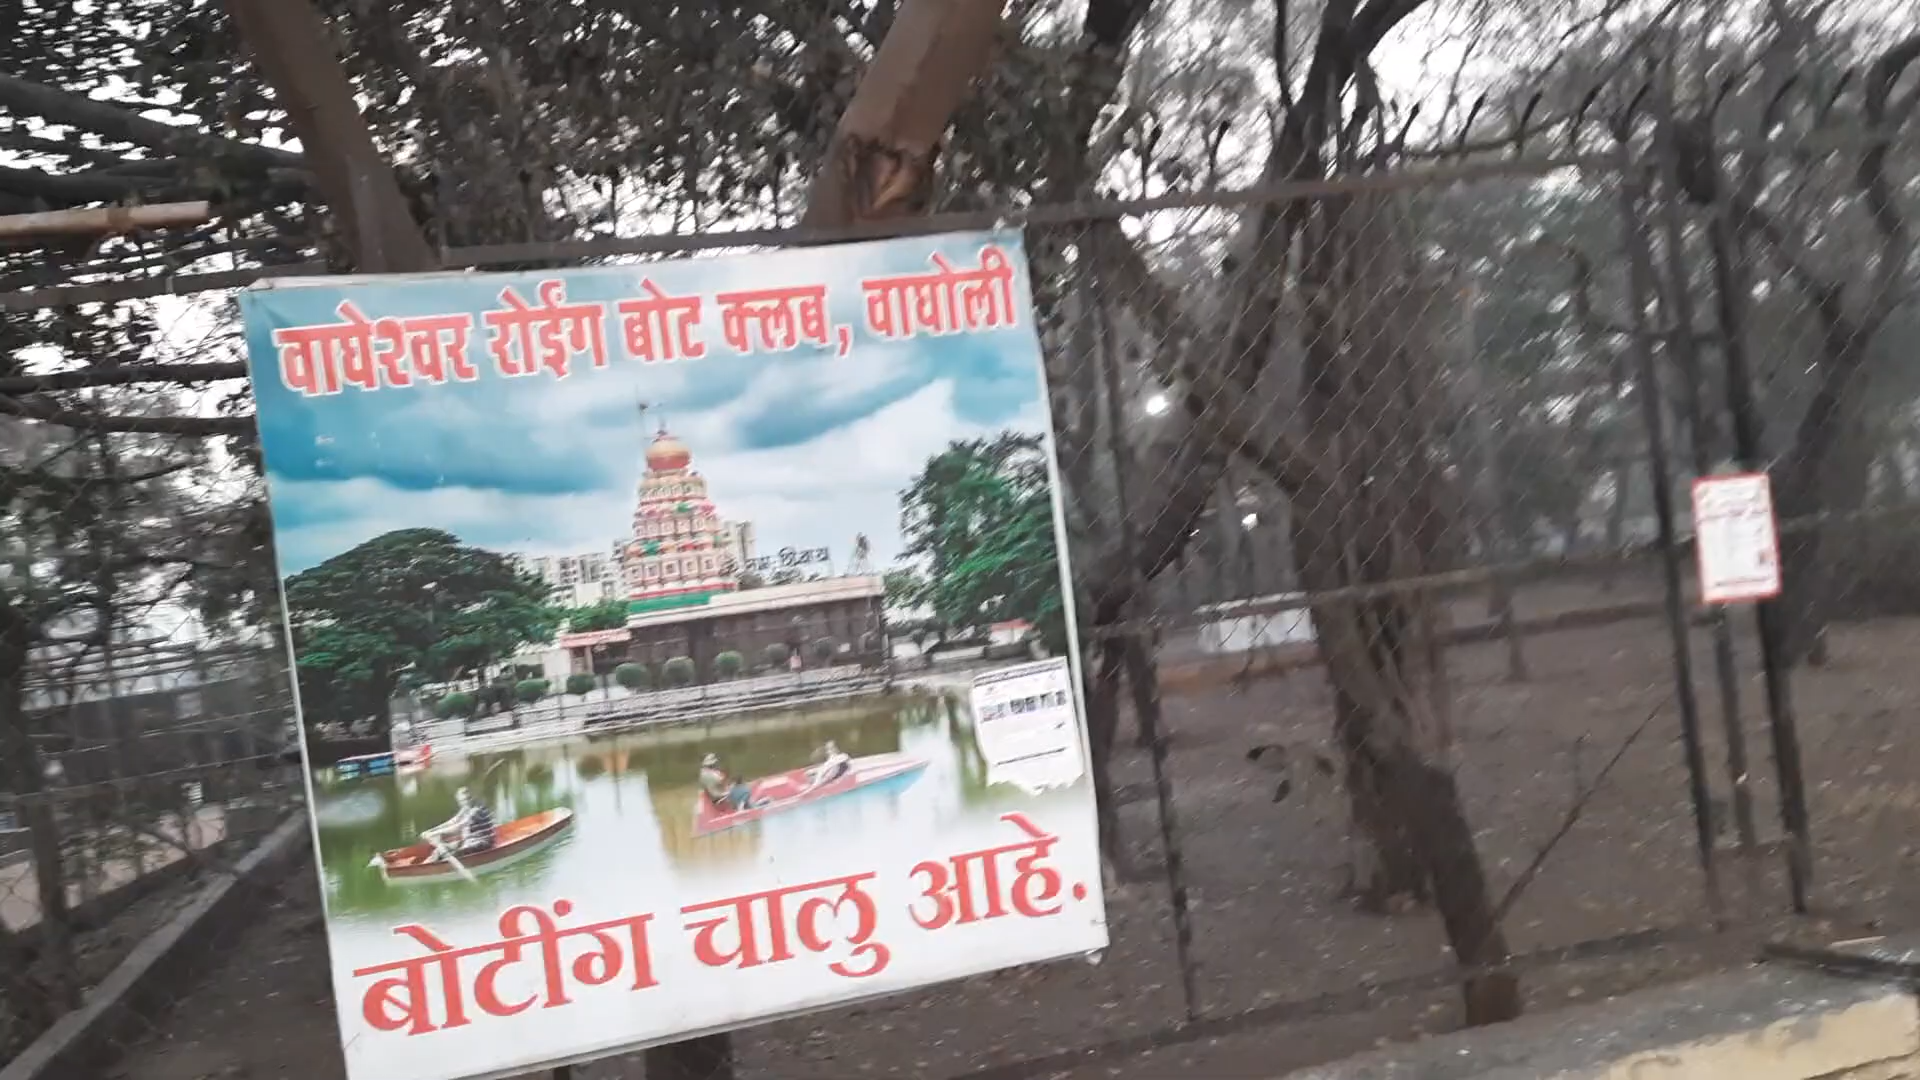 वाघेश्वर रोईंग बोट क्लब, वाघोली
बोटींग चालु आहे.